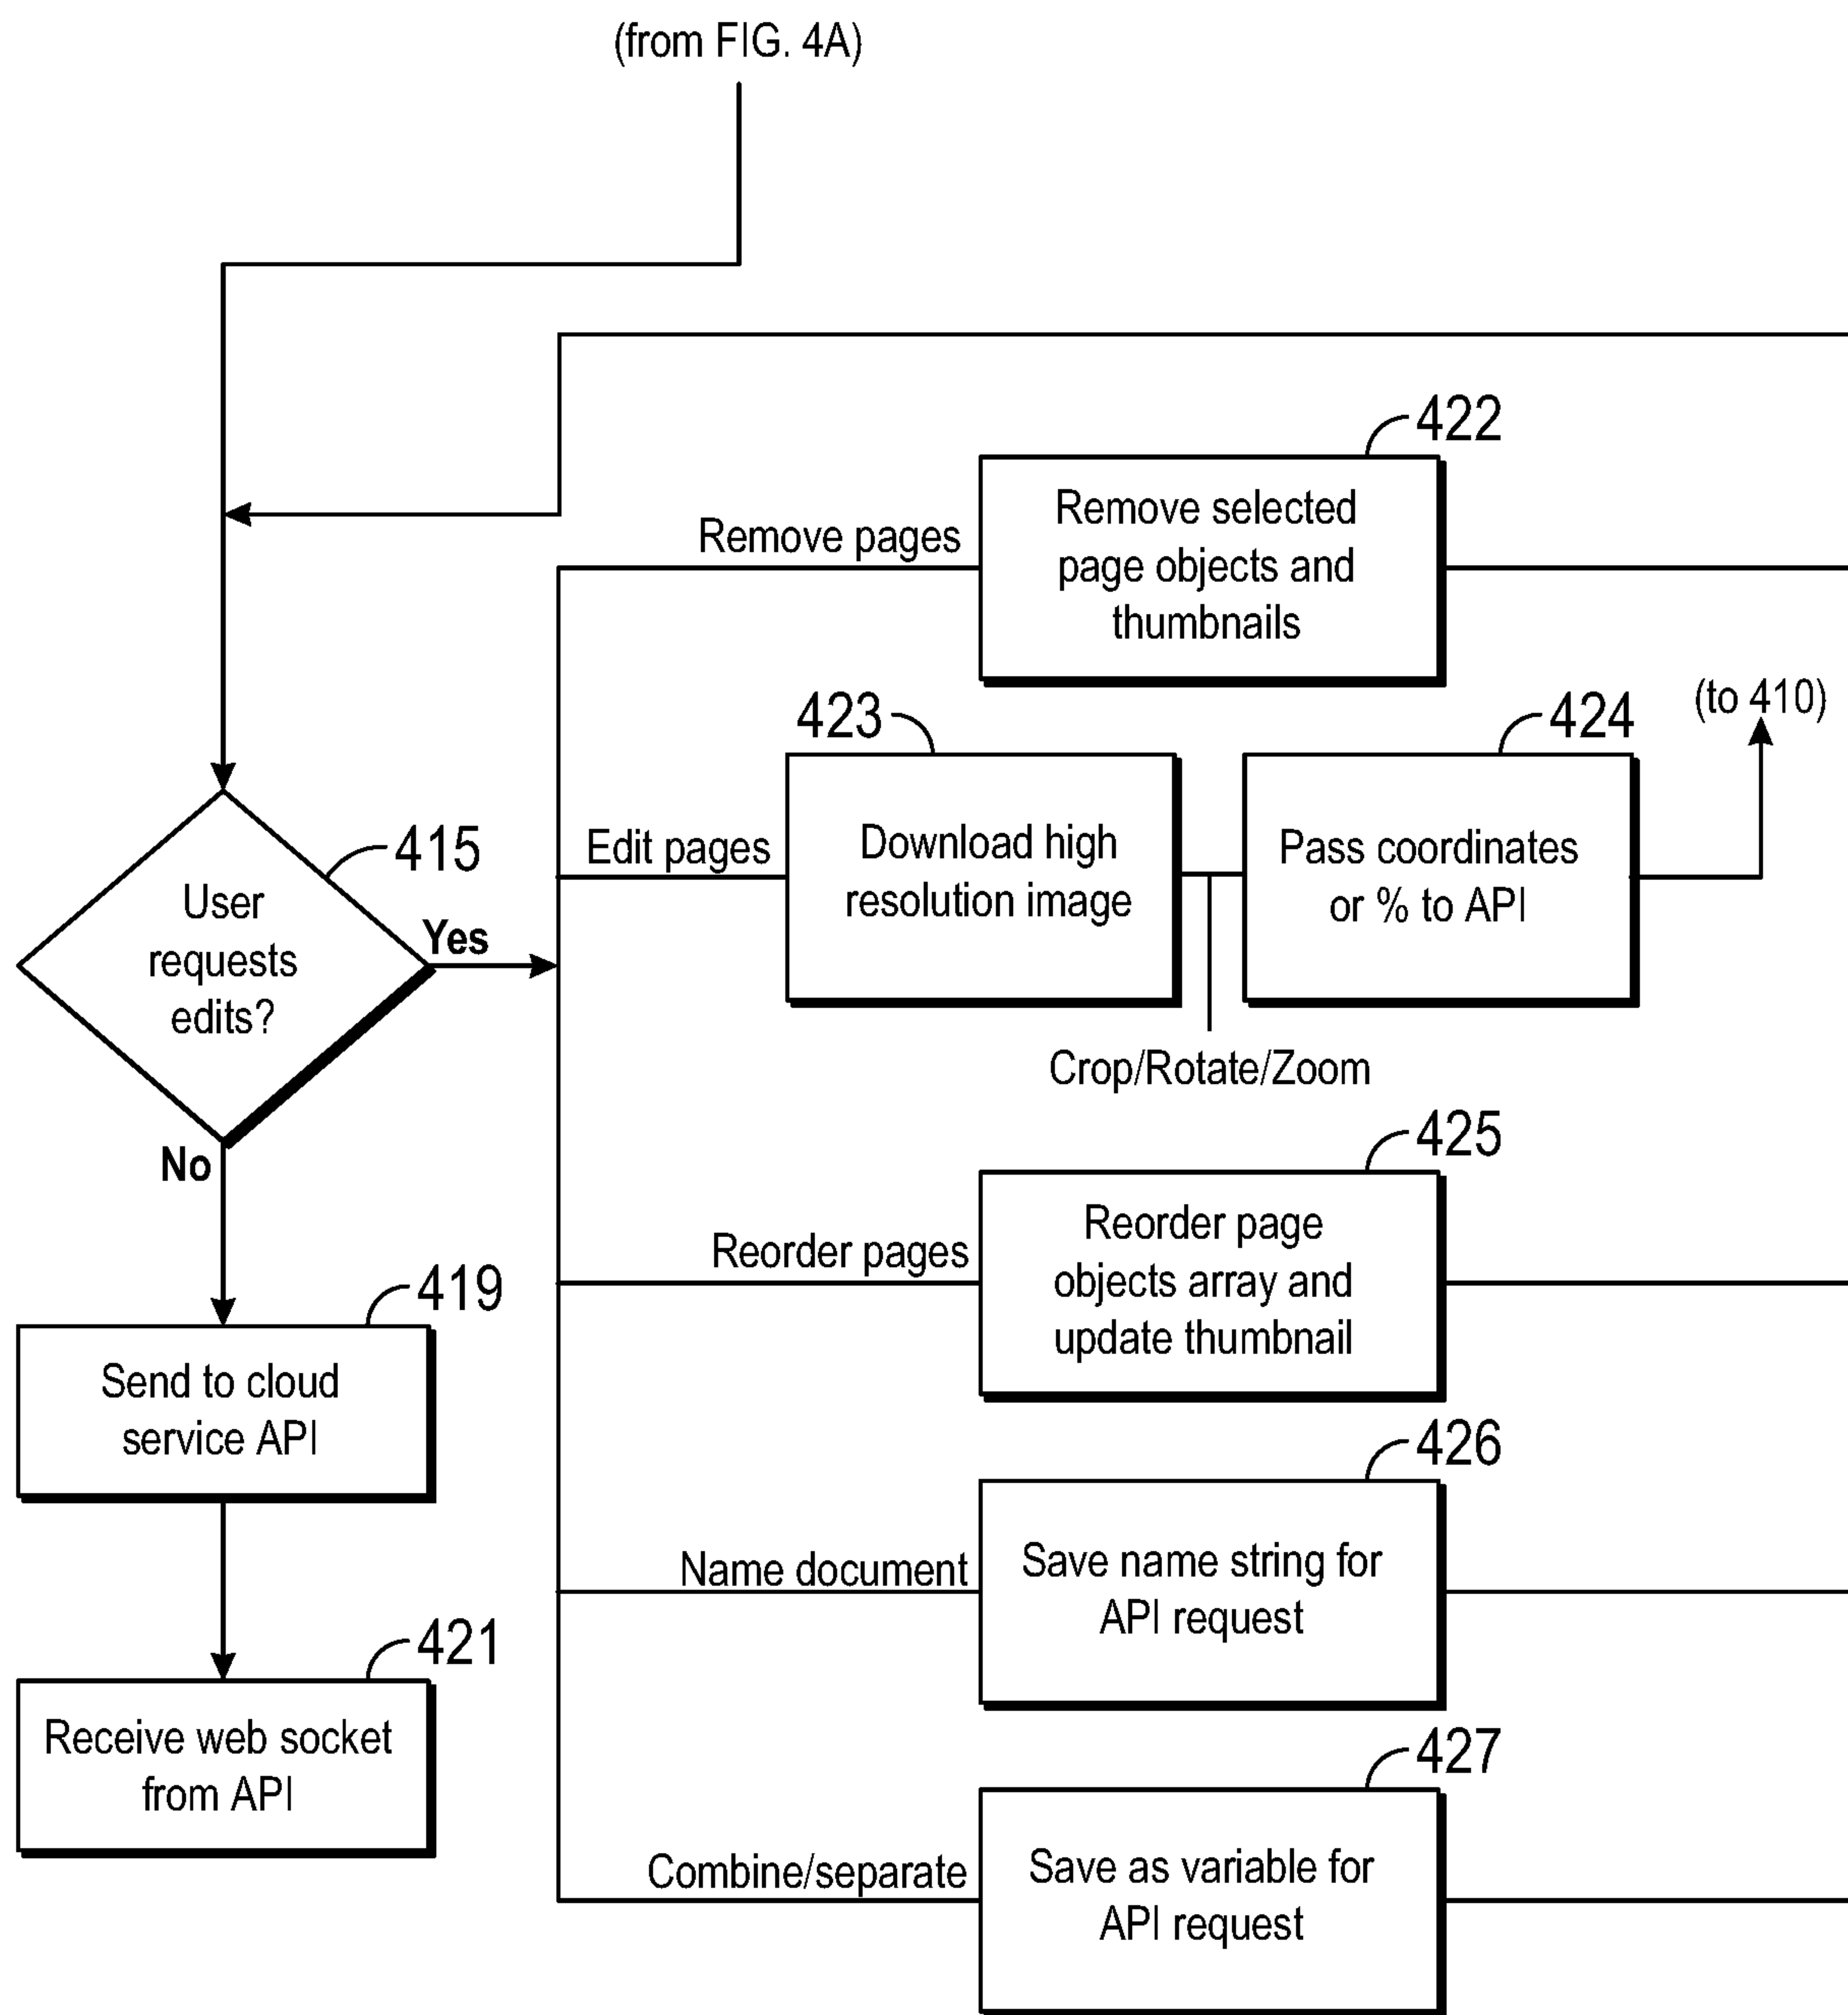 (from FIG. 4A)
422
Remove pages
Remove selected
page objects and
thumbnails
423
424
(to 410)
Edit pages
Download high
resolution image
Pass coordinates
or % to API
Crop/Rotate/Zoom
415
User
requests
edits?
Yes
No
425
Reorder pages
Reorder page
objects array and
update thumbnail
419
Send to cloud
service API
426
Name document
Save name string for
API request
421
Receive web socket
from API
427
Combine/separate
Save as variable for
API request